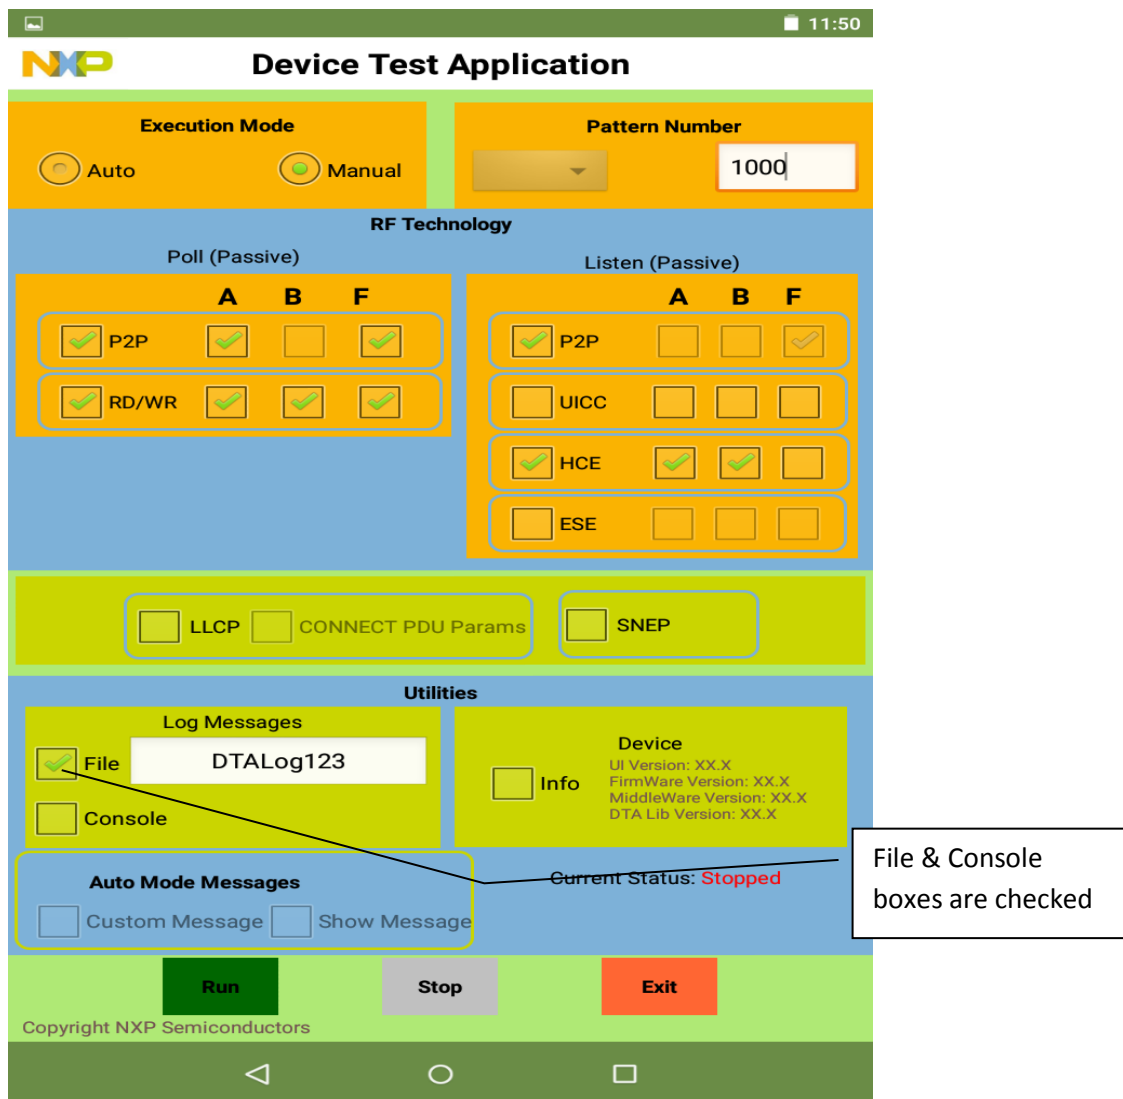 11:50
NXP Device Test Application
Execution Mode
Auto Manual
Pattern Number
1000
RF Technology
Poll (Passive)
A B F
P2P
RD/WR
Listen (Passive)
A B F
P2P
UICC
HCE
ESE
LLCP CONNECT PDU Params SNEP
Utilities
Log Messages
File DTALog123
Console
Info
Device
UI Version: XX.X
FirmWare Version: XX.X
MiddleWare Version: XX.X
DTA Lib Version: XX.X
File & Console
boxes are checked
Auto Mode Messages
Custom Message Show Message
Current Status: Stopped
Run Stop Exit
Copyright NXP Semiconductors